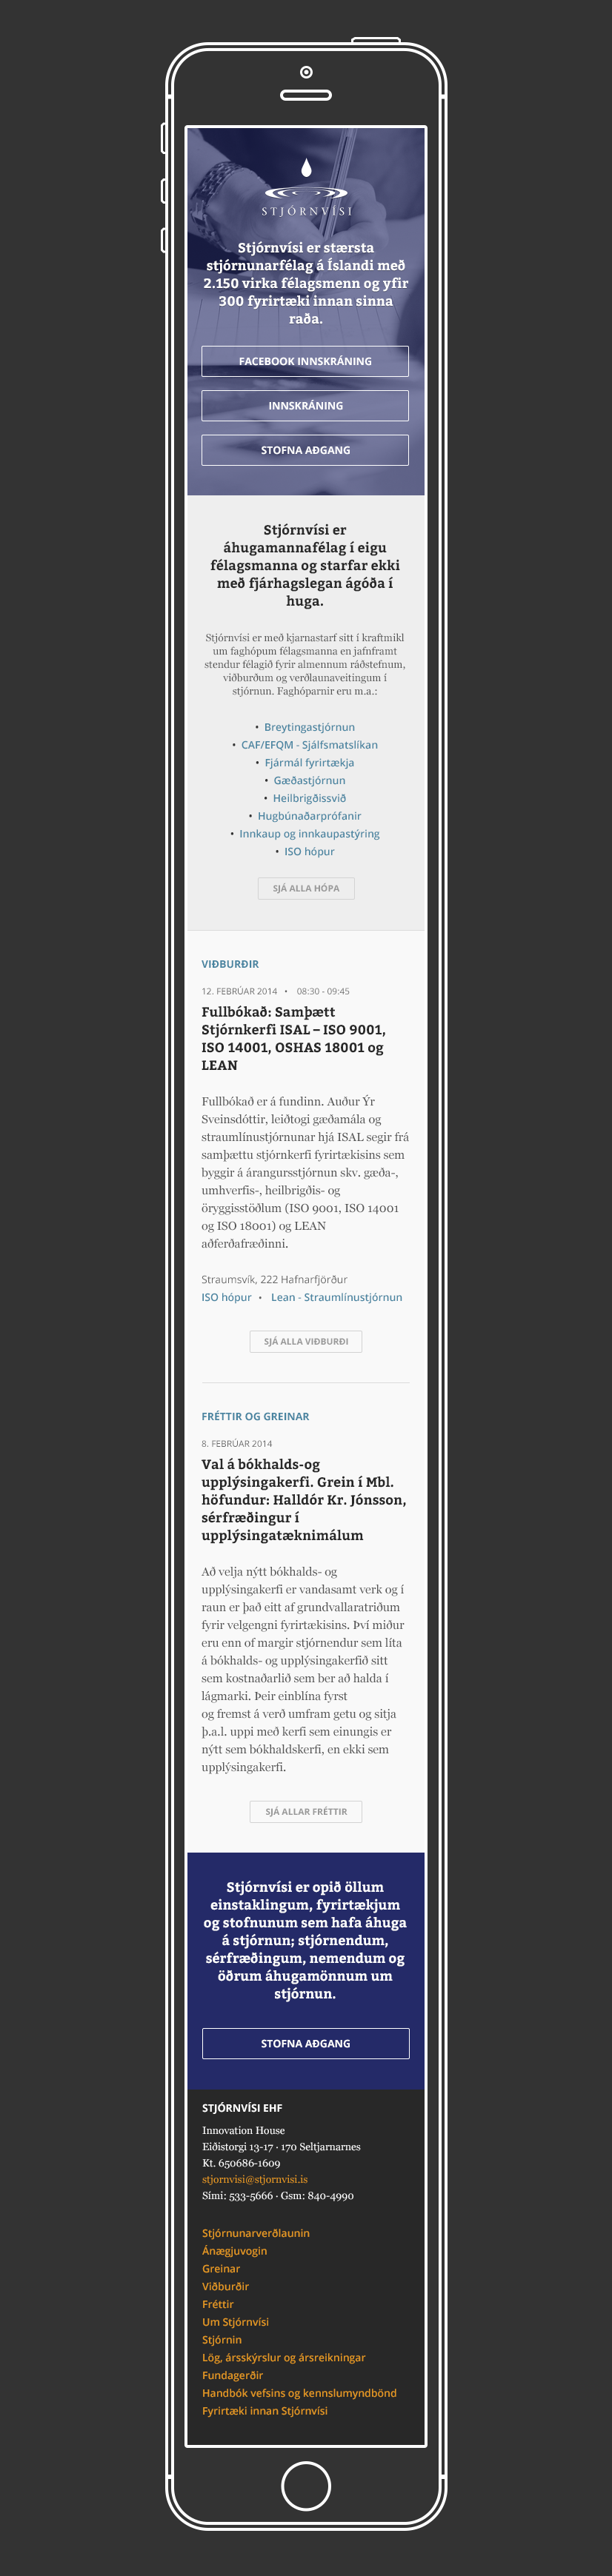 STJÓRNVÍSI
Stjórnvísi er stærsta
stjórnunarfélag á Íslandi með
2.150 virka félagsmenn og yfir
300 fyrirtæki innan sinna
raða.
FACEBOOK INNSKRÁNING
INNSKRÁNING
STOFNA AÐGANG
Stjórnvísi er
áhugamannafélag í eigu
félagsmanna og starfar ekki
með fjárhagslegan ágóða í
huga.
Stjórnvísi er með kjarnastarf sitt í kraftmikl
um faghópum félagsmanna en jafnframt
stendur félagið fyrir almennum ráðstefnum,
viðburðum og verðlaunaveitingum í
stjórnun. Faghóparnir eru m.a.:
• Breytingastjórnun
• CAF/EFQM - Sjálfsmatslíkan
• Fjármál fyrirtækja
• Gæðastjórnun
• Heilbrigðissvið
• Hugbúnaðarprófanir
• Innkaup og innkaupastýring
• ISO hópur
SJÁ ALLA HÓPA
VIÐBURÐIR
12. FEBRÚAR 2014 • 08:30 - 09:45
Fullbókað: Samþætt
Stjórnkerfi ISAL – ISO 9001,
ISO 14001, OSHAS 18001 og
LEAN
Fullbókað er á fundinn. Auður Ýr
Sveinsdóttir, leiðtogi gæðamála og
straumlínustjórnunar hjá ISAL segir frá
samþættu stjórnkerfi fyrirtækisins sem
byggir á árangursstjórnun skv. gæða-,
umhverfis-, heilbrigðis- og
öryggisstöðlum (ISO 9001, ISO 14001
og ISO 18001) og LEAN
aðferðafræðinni.
Straumsvík, 222 Hafnarfjörður
ISO hópur • Lean - Straumlínustjórnun
SJÁ ALLA VIÐBURÐI
FRÉTTIR OG GREINAR
8. FEBRÚAR 2014
Val á bókhalds-og
upplýsingakerfi. Grein í Mbl.
höfundur: Halldór Kr. Jónsson,
sérfræðingur í
upplýsingatæknimálum
Að velja nýtt bókhalds- og
upplýsingakerfi er vandasamt verk og í
raun er það eitt af grundvallaratriðum
fyrir velgengni fyrirtækisins. Því miður
eru enn of margir stjórnendur sem líta
á bókhalds- og upplýsingakerfið sitt
sem kostnaðarlið sem ber að halda í
lágmarki. Þeir einblína fyrst
og fremst á verð umfram getu og sitja
þ.a.l. uppi með kerfi sem einungis er
nýtt sem bókhaldskerfi, en ekki sem
upplýsingakerfi.
SJÁ ALLAR FRÉTTIR
Stjórnvísi er opið öllum
einstaklingum, fyrirtækjum
og stofnunum sem hafa áhuga
á stjórnun; stjórnendum,
sérfræðingum, nemendum og
öðrum áhugamönnum um
stjórnun.
STOFNA AÐGANG
STJÓRNVÍSI EHF
Innovation House
Eiðistorgi 13-17 · 170 Seltjarnarnes
Kt. 650686-1609
stjornvisi@stjornvisi.is
Sími: 533-5666 · Gsm: 840-4990
Stjórnunarverðlaunin
Ánægjuvogin
Greinar
Viðburðir
Fréttir
Um Stjórnvísi
Stjórnin
Lög, ársskýrslur og ársreikningar
Fundagerðir
Handbók vefsins og kennslumyndbönd
Fyrirtæki innan Stjórnvísi